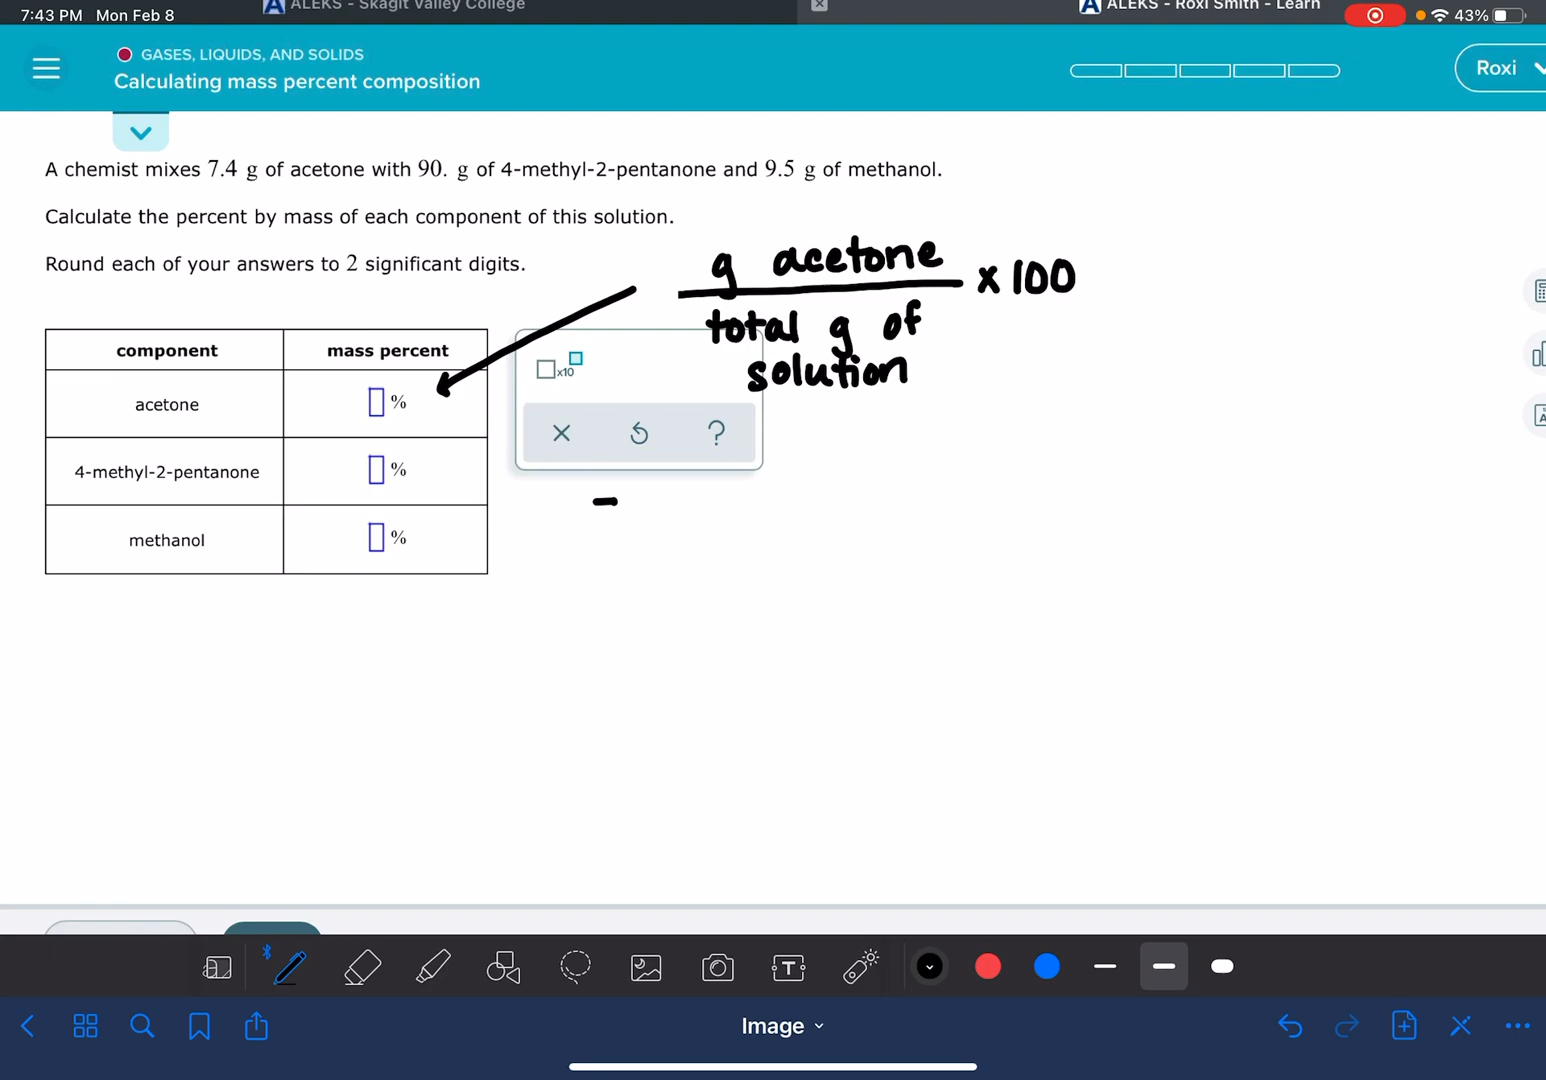 7:43 PM Mon Feb 8
ALEKS - Skagit Valley College
ALEKS - Roxi Smith - Learn
43%
GASES, LIQUIDS, AND SOLIDS
Calculating mass percent composition
Roxi
A chemist mixes 7.4 g of acetone with 90. g of 4-methyl-2-pentanone and 9.5 g of methanol.
Calculate the percent by mass of each component of this solution.
Round each of your answers to 2 significant digits.
g acetone
x 100
total g of
solution
component mass percent
acetone %
4-methyl-2-pentanone %
methanol %
x10
?
T
Image